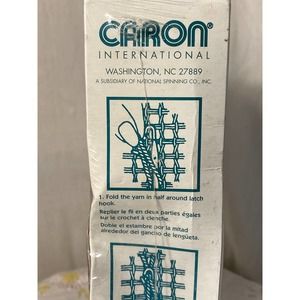 CARON®
INTERNATIONAL
WASHINGTON, NC 27889
A SUBSIDIARY OF NATIONAL SPINNING CO., INC.
1. Fold the yarn in half around latch
hook.
Replier le fil en deux parties égales
sur le crochet à clenche.
Doble el estambre por la mitad
alrededor del gancho de lengüeta.